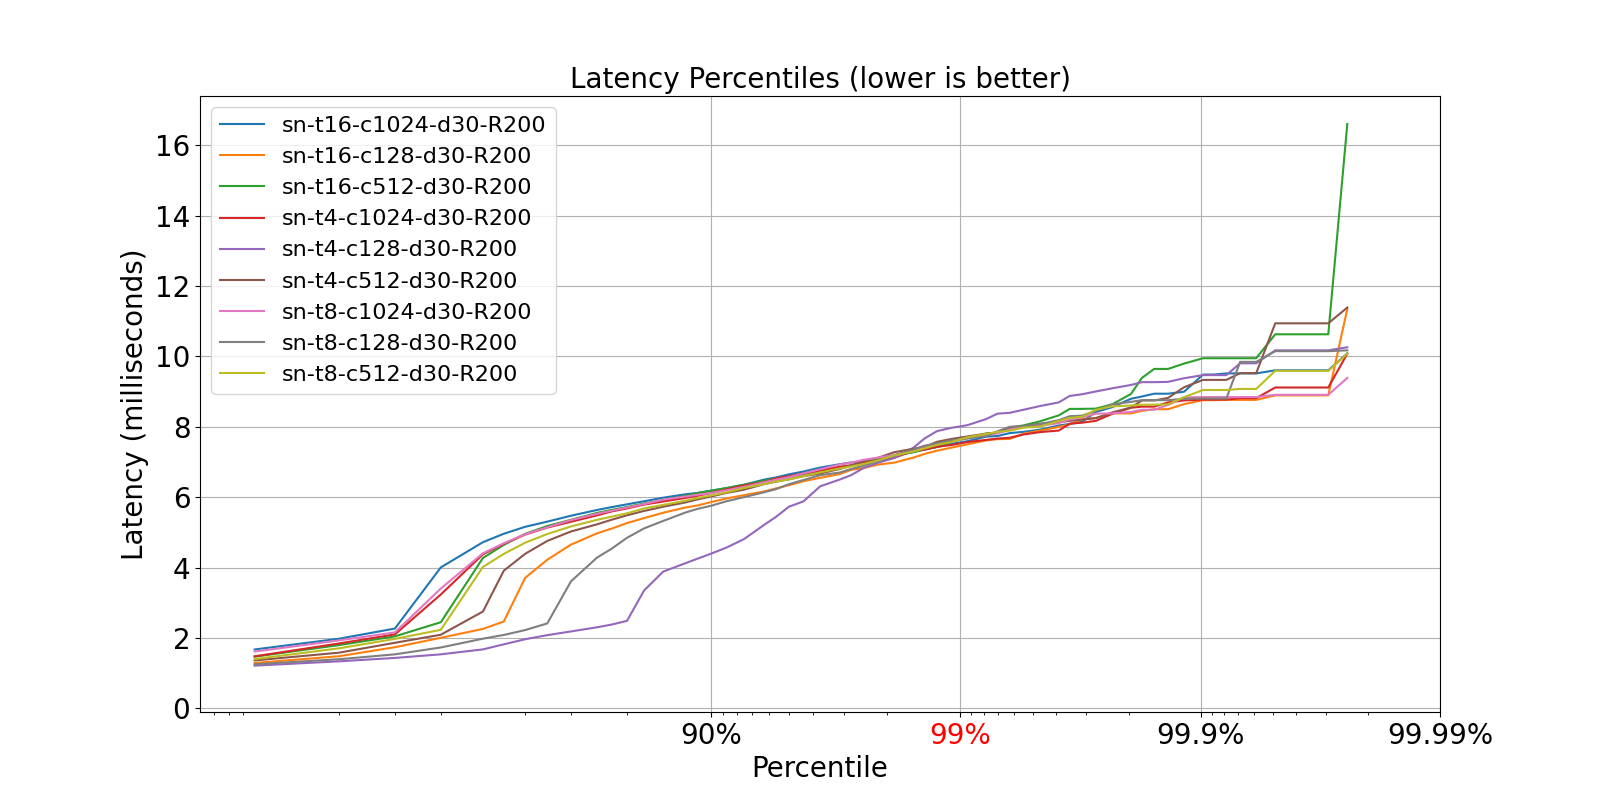 Latency Percentiles (lower is better)
sn-t16-c1024-d30-R200
sn-t16-c128-d30-R200
sn-t16-c512-d30-R200
sn-t4-c1024-d30-R200
sn-t4-c128-d30-R200
sn-t4-c512-d30-R200
sn-t8-c1024-d30-R200
sn-t8-c128-d30-R200
sn-t8-c512-d30-R200
Latency (milliseconds)
16
14
12
10
8
6
4
2
0
90%
99%
99.9%
99.99%
Percentile